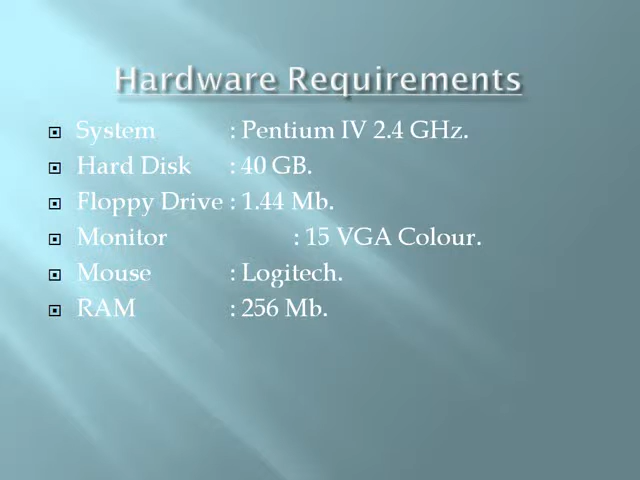 Hardware Requirements
System : Pentium IV 2.4 GHz.
Hard Disk : 40 GB.
Floppy Drive : 1.44 Mb.
Monitor : 15 VGA Colour.
Mouse : Logitech.
RAM : 256 Mb.